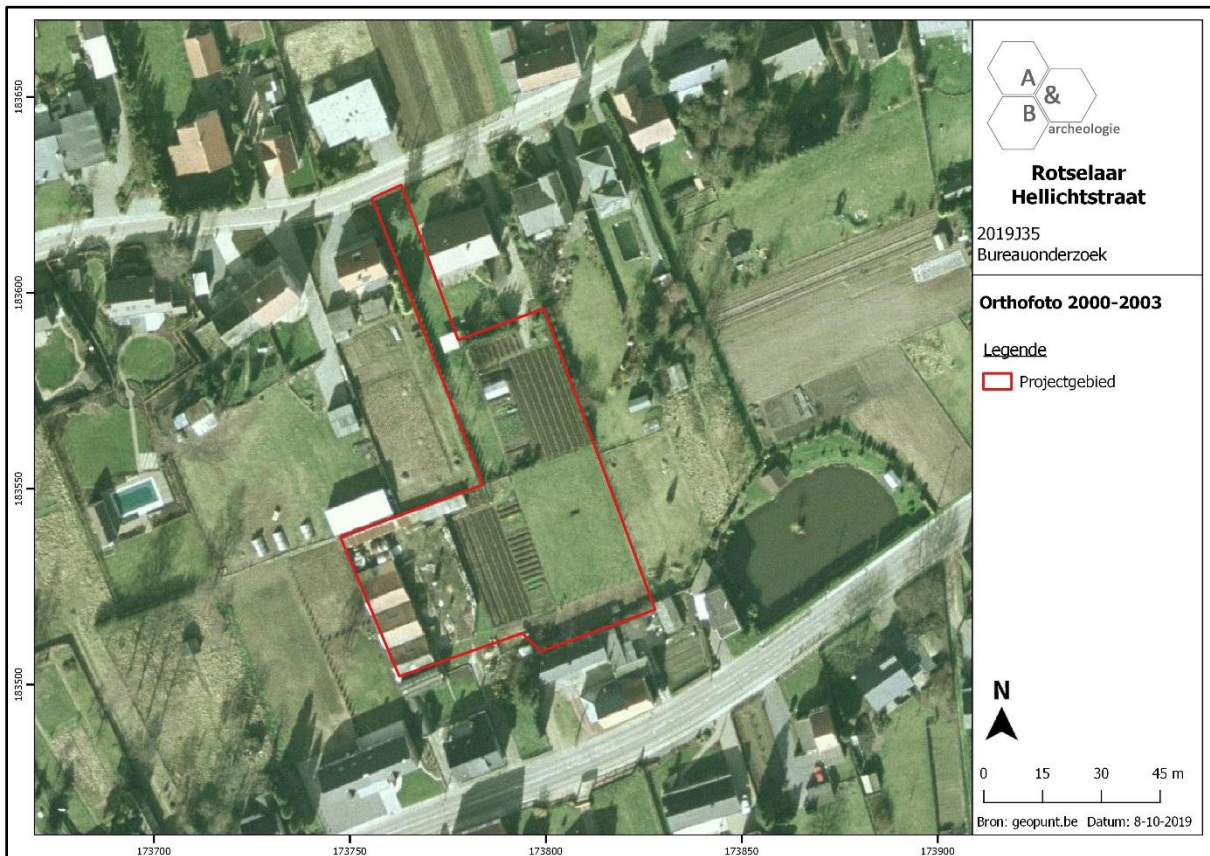 A
&
B
archeologie
Rotselaar
Hellichtstraat
2019J35
Bureauonderzoek
Orthofoto 2000-2003
Legende
Projectgebied
N
0 15 30 45 m
Bron: geopunt.be Datum: 8-10-2019
183650
183600
183550
183500
173700 173750 173800 173850 173900